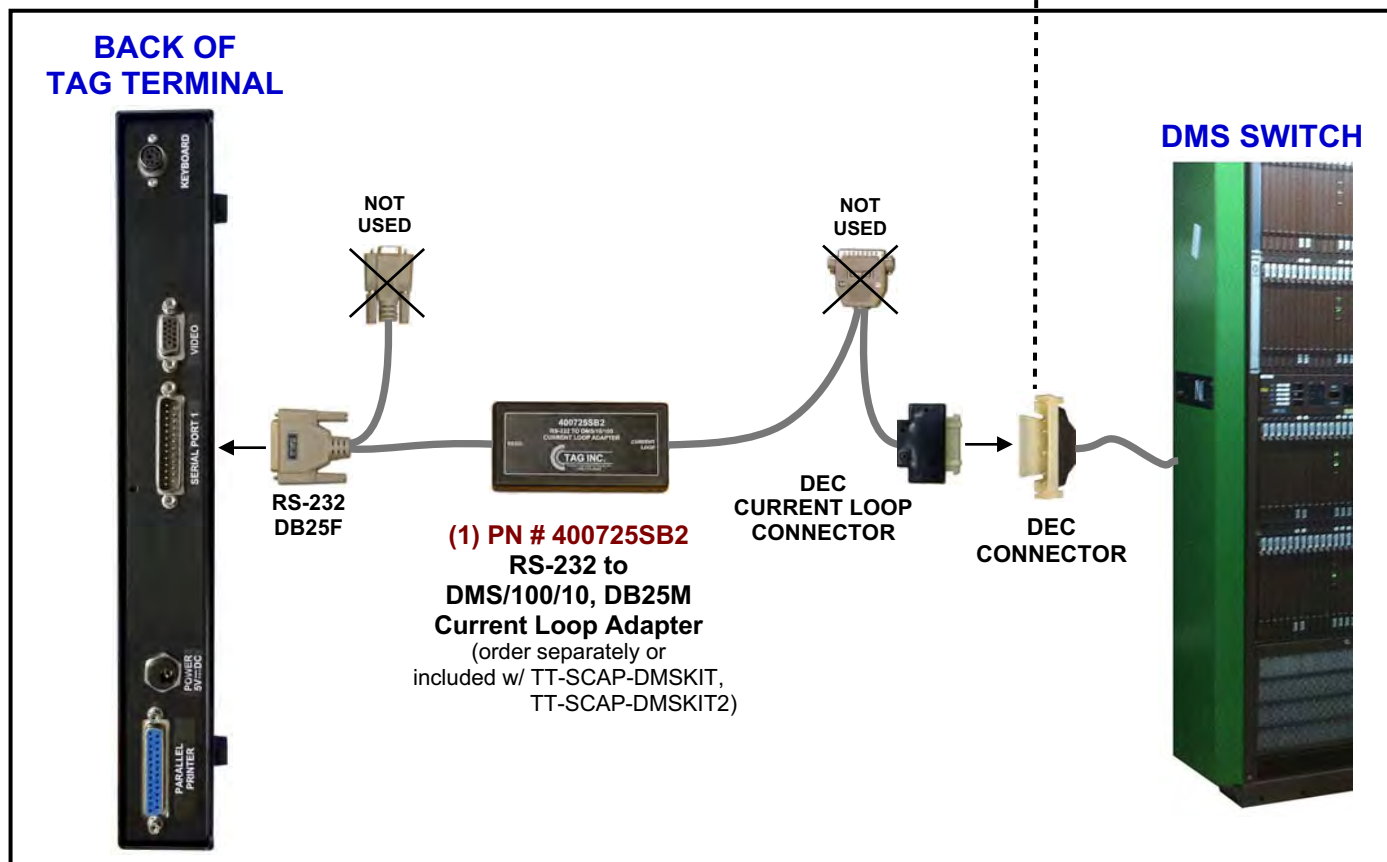 BACK OF
TAG TERMINAL
DMS SWITCH
KEYBOARD
VIDEO
SERIAL PORT 1
POWER
5V DC
PARALLEL
PRINTER
NOT
USED
NOT
USED
RS-232
DB25F
400725SB2
RS-232 TO DMS/10/100
CURRENT LOOP ADAPTER
RS232
CURRENT
LOOP
TAG INC.
(1) PN # 400725SB2
RS-232 to
DMS/100/10, DB25M
Current Loop Adapter
(order separately or
included w/ TT-SCAP-DMSKIT,
TT-SCAP-DMSKIT2)
DEC
CURRENT LOOP
CONNECTOR
DEC
CONNECTOR